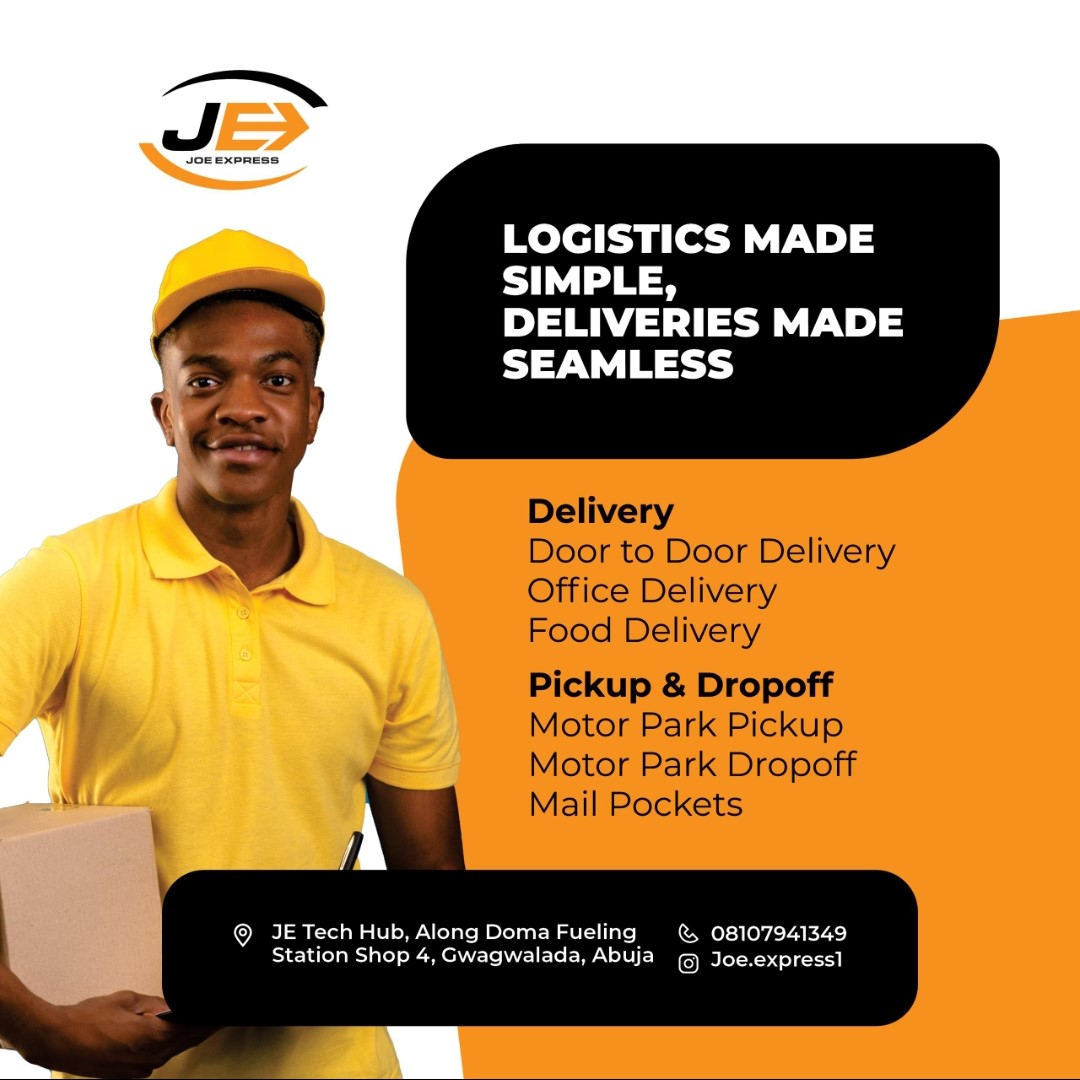 JE
JOE EXPRESS
LOGISTICS MADE
SIMPLE,
DELIVERIES MADE
SEAMLESS
Delivery
Door to Door Delivery
Office Delivery
Food Delivery
Pickup & Dropoff
Motor Park Pickup
Motor Park Dropoff
Mail Pockets
JE Tech Hub, Along Doma Fueling
Station Shop 4, Gwagwalada, Abuja
08107941349
Joe.express1